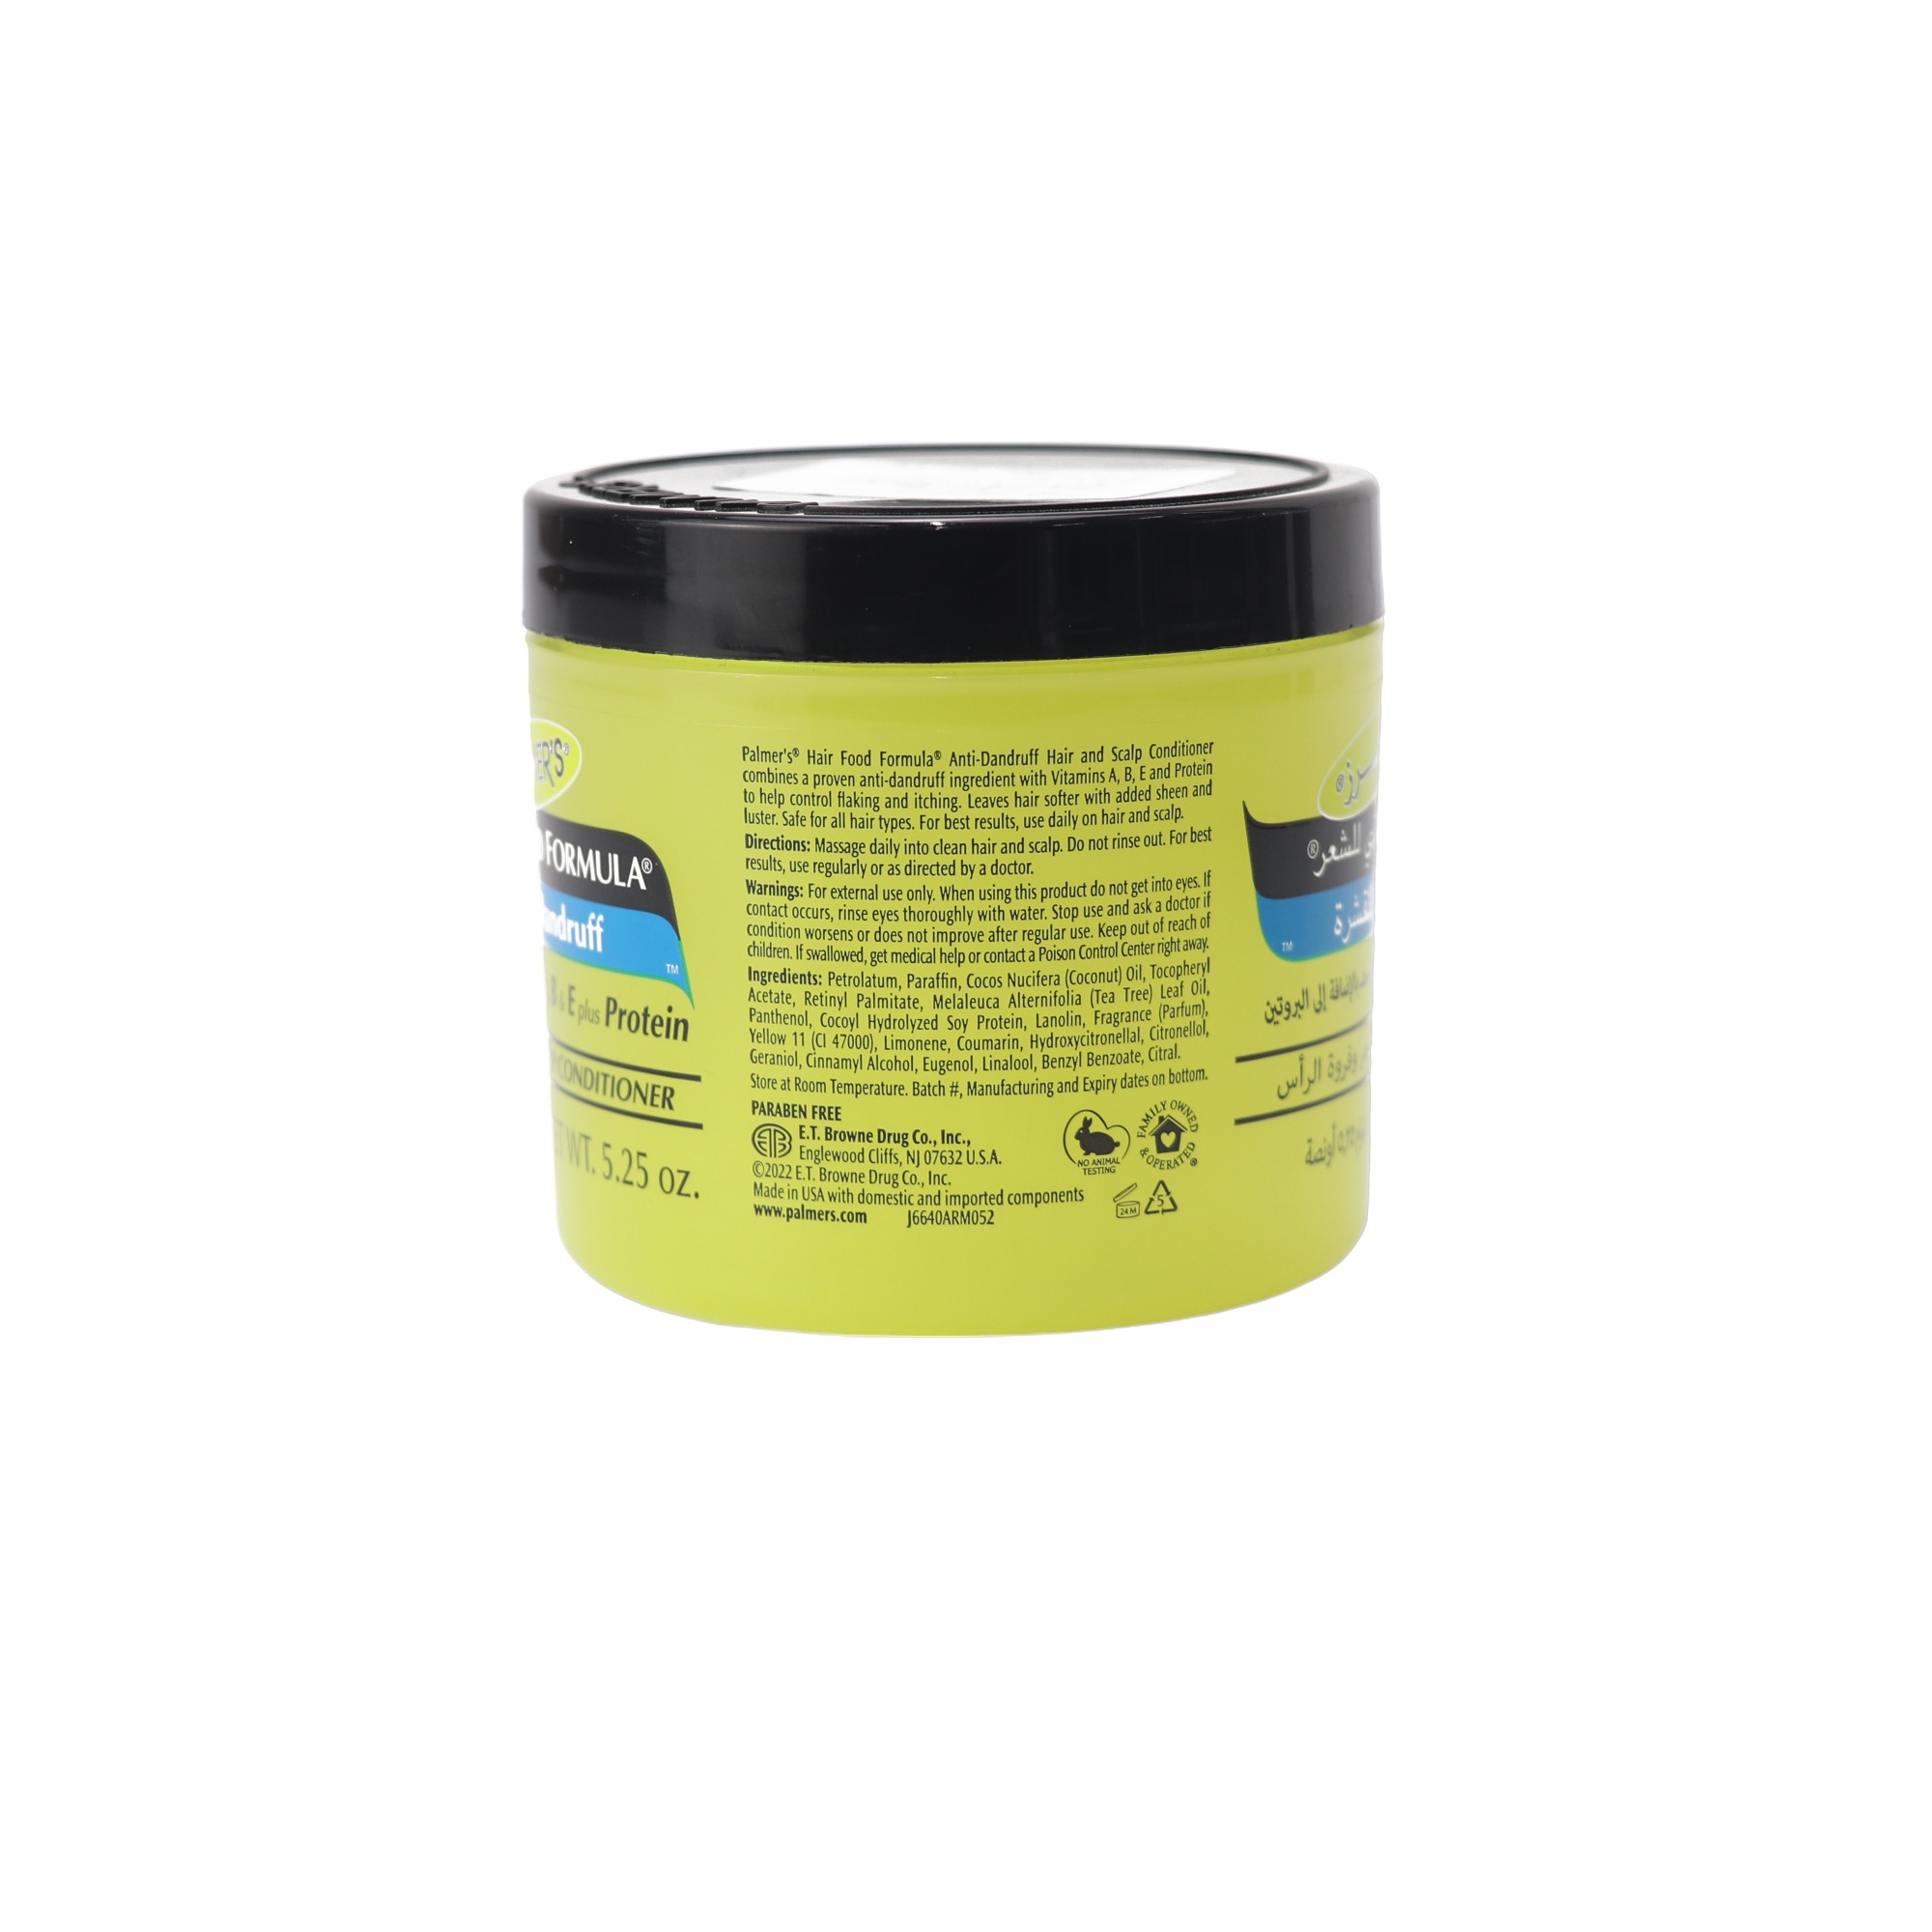 FORMULA®
TM
& E plus Protein
CONDITIONER
WT. 5.25 oz.
Palmer's® Hair Food Formula® Anti-Dandruff Hair and Scalp Conditioner
combines a proven anti-dandruff ingredient with Vitamins A, B, E and Protein
to help control flaking and itching. Leaves hair softer with added sheen and
luster. Safe for all hair types. For best results, use daily on hair and scalp.
Directions: Massage daily into clean hair and scalp. Do not rinse out. For best
results, use regularly or as directed by a doctor.
Warnings: For external use only. When using this product do not get into eyes. If
contact occurs, rinse eyes thoroughly with water. Stop use and ask a doctor if
condition worsens or does not improve after regular use. Keep out of reach of
children. If swallowed, get medical help or contact a Poison Control Center right away.
Ingredients: Petrolatum, Paraffin, Cocos Nucifera (Coconut) Oil, Tocopheryl
Acetate, Retinyl Palmitate, Melaleuca Alternifolia (Tea Tree) Leaf Oil,
Panthenol, Cocoyl Hydrolyzed Soy Protein, Lanolin, Fragrance (Parfum),
Yellow 11 (CI 47000), Limonene, Coumarin, Hydroxycitronellal, Citronellol,
Geraniol, Cinnamyl Alcohol, Eugenol, Linalool, Benzyl Benzoate, Citral.
Store at Room Temperature. Batch #, Manufacturing and Expiry dates on bottom.
PARABEN FREE
E.T. Browne Drug Co., Inc.,
Englewood Cliffs, NJ 07632 U.S.A.
©2022 E.T. Browne Drug Co., Inc.
Made in USA with domestic and imported components
www.palmers.com J6640ARM052
NO ANIMAL
TESTING
FAMILY OWNED
& OPERATED®
24M
5
للشعر®
TM
إلى البروتين
وفروة الرأس
أونصة